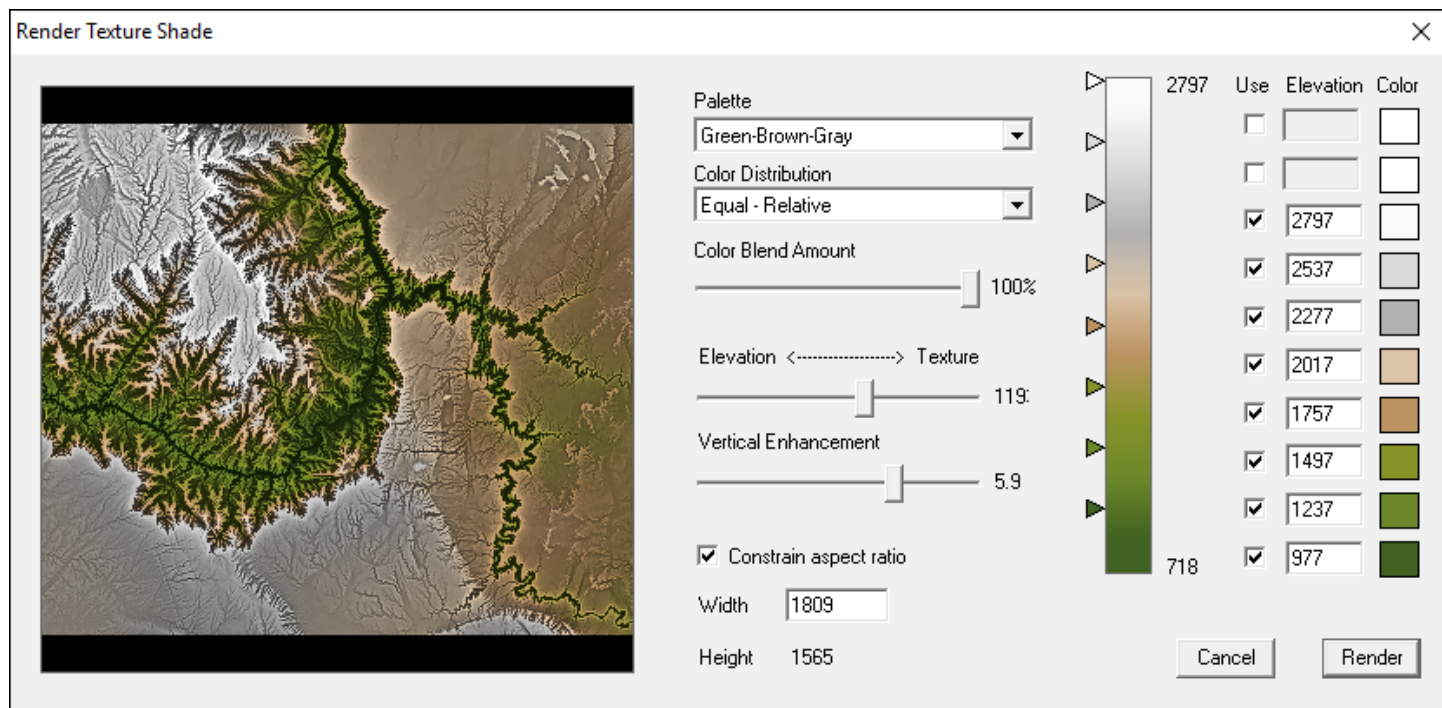 Render Texture Shade
Palette
Green-Brown-Gray
Color Distribution
Equal - Relative
Color Blend Amount
100%
Elevation <------------------> Texture
119:
Vertical Enhancement
5.9
Constrain aspect ratio
Width 1809
Height 1565
2797
718
Use Elevation Color
2797
2537
2277
2017
1757
1497
1237
977
Cancel Render